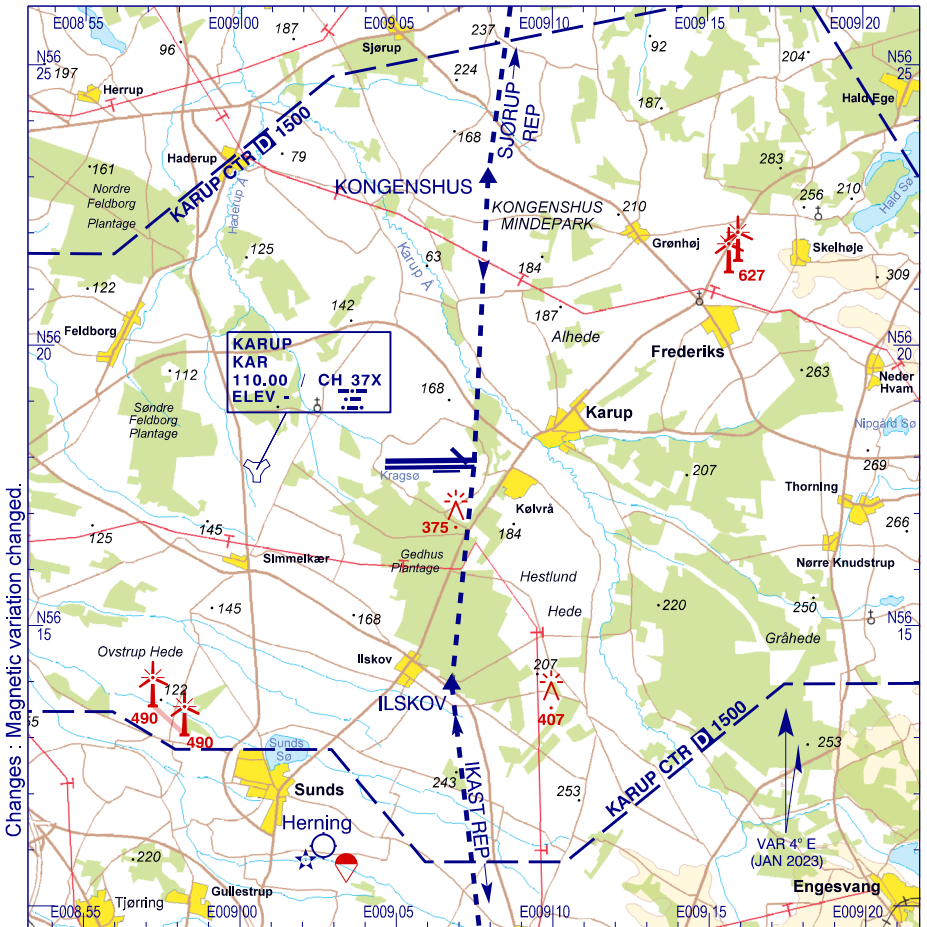 E008,55
E009,00
E009,05
E009,10
E009,15
E009,20
187
237
92
96
Sjørup
204
N56
25
N56
25
197
Herrup
224
Hald Ege
187
SJØRUP
REP
KARUP CTR D 1500
168
Haderup
79
161
283
Nordre
Feldborg
Plantage
KONGENSHUS
Haderup Å
KONGENSHUS
MINDEPARK
210
256
210
Hald Sø
Grønhøj
Skelhøje
125
Karup Å
63
184
627
309
122
142
187
Feldborg
Alhede
N56
20
N56
20
KARUP
KAR
110.00 / CH 37X
ELEV -
Frederiks
112
263
Neder
Hvam
168
Søndre
Feldborg
Plantage
Karup
Nipgård Sø
269
Kragsø
207
Thorning
Kølvrå
375
184
266
125
145
Gedhus
Plantage
Simmelkær
Nørre Knudstrup
Hestlund
Hede
145
168
220
250
N56
15
N56
15
Gråhede
Ovstrup Hede
Ilskov
207
122
ILSKOV
490
407
490
KARUP CTR D 1500
253
Sunds
Sø
IKAST REP
243
Sunds
253
Herning
VAR 4° E
(JAN 2023)
220
Engesvang
Gullestrup
Tjørring
E008,55
E009,00
E009,05
E009,10
E009,15
E009,20
Changes : Magnetic variation changed.